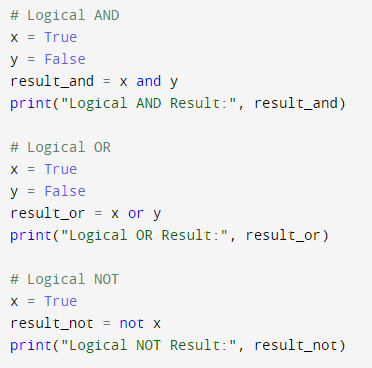 # Logical AND
x = True
y = False
result_and = x and y
print("Logical AND Result:", result_and)
# Logical OR
x = True
y = False
result_or = x or y
print("Logical OR Result:", result_or)
# Logical NOT
x = True
result_not = not x
print("Logical NOT Result:", result_not)